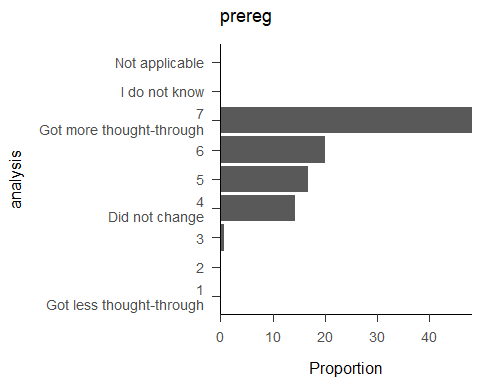 prereg
analysis
Not applicable
I do not know
7
Got more thought-through
6
5
4
Did not change
3
2
1
Got less thought-through
0 10 20 30 40
Proportion